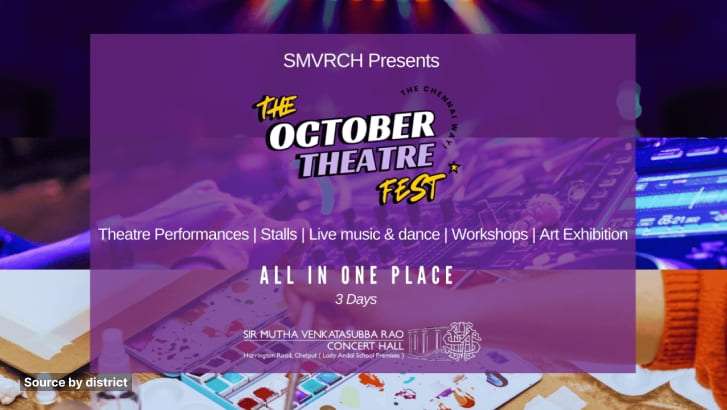 SMVRCH Presents
THE CHENNAI WAY!
THE
OCTOBER
THEATRE
FEST
Theatre Performances | Stalls | Live music & dance | Workshops | Art Exhibition
ALL IN ONE PLACE
3 Days
SIR MUTHA VENKATASUBBA RAO
CONCERT HALL
Harrington Road, Chetput ( Lady Andal School Premises )
Source by district